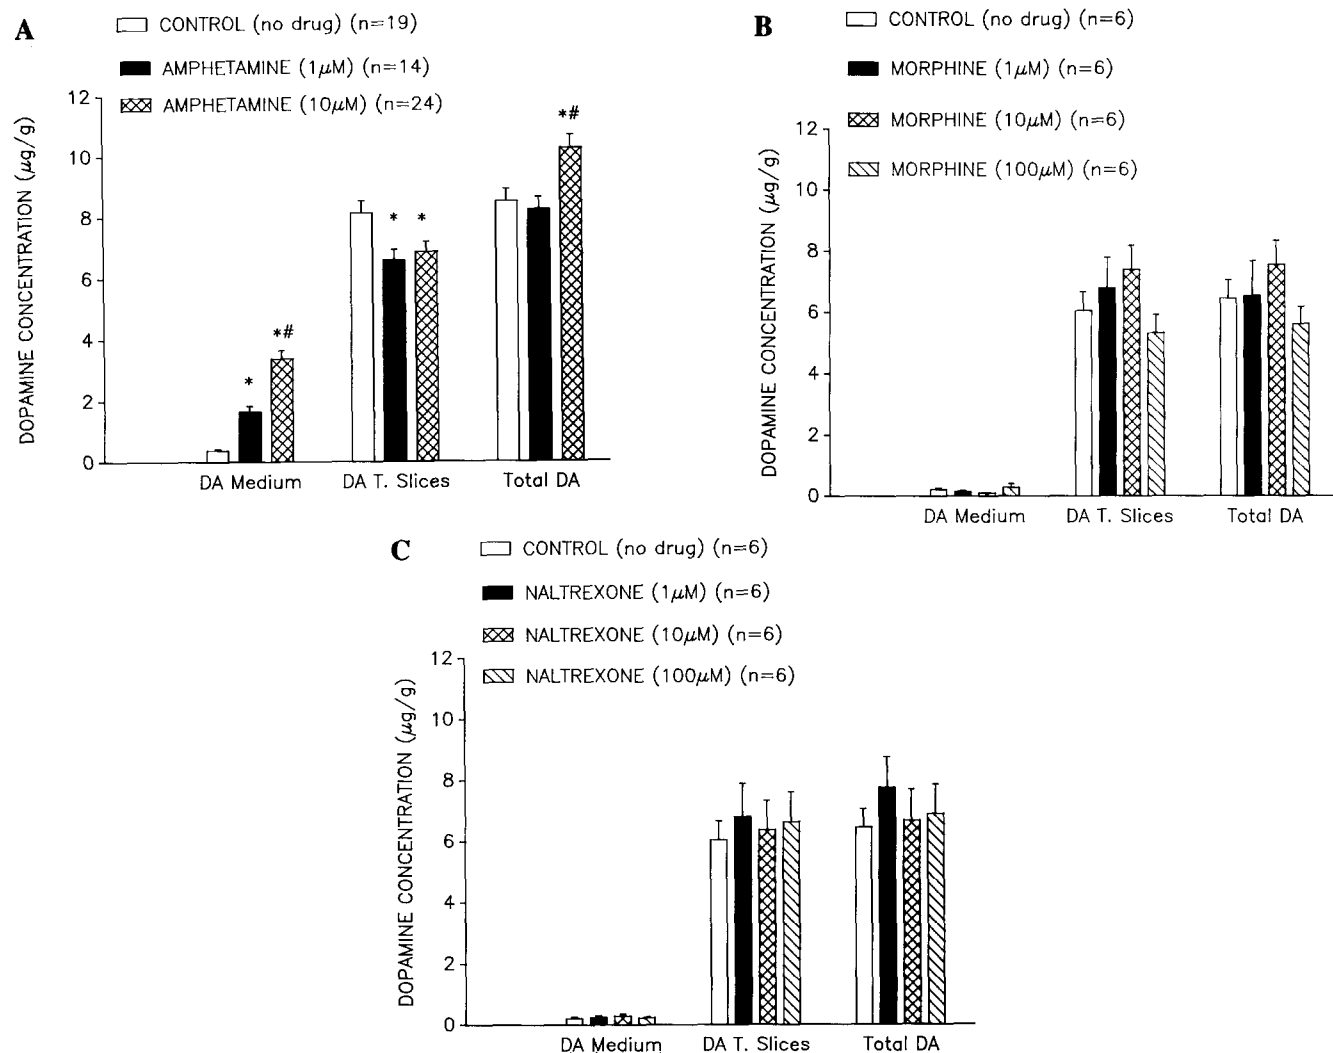 A
CONTROL (no drug) (n=19)
AMPHETAMINE (1μM) (n=14)
AMPHETAMINE (10μM) (n=24)
DOPAMINE CONCENTRATION (μg/g)
12
10
8
6
4
2
0
*
*#
*
*
*#
DA Medium
DA T. Slices
Total DA
B
CONTROL (no drug) (n=6)
MORPHINE (1μM) (n=6)
MORPHINE (10μM) (n=6)
MORPHINE (100μM) (n=6)
DOPAMINE CONCENTRATION (μg/g)
12
10
8
6
4
2
0
DA Medium
DA T. Slices
Total DA
C
CONTROL (no drug) (n=6)
NALTREXONE (1μM) (n=6)
NALTREXONE (10μM) (n=6)
NALTREXONE (100μM) (n=6)
DOPAMINE CONCENTRATION (μg/g)
12
10
8
6
4
2
0
DA Medium
DA T. Slices
Total DA